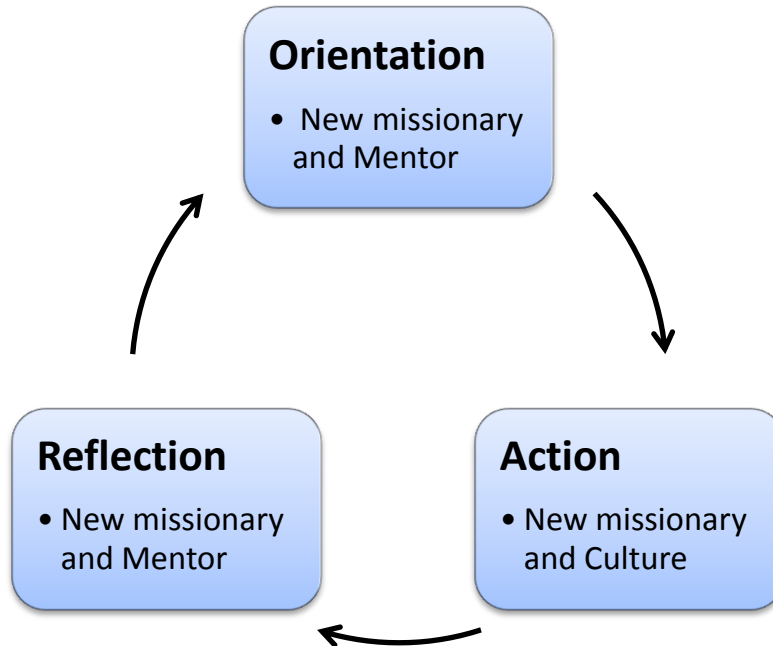 Orientation
• New missionary
and Mentor
Reflection
• New missionary
and Mentor
Action
• New missionary
and Culture